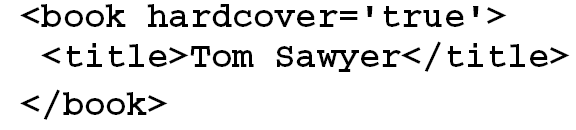 <book hardcover='true'>
<title>Tom Sawyer</title>
</book>